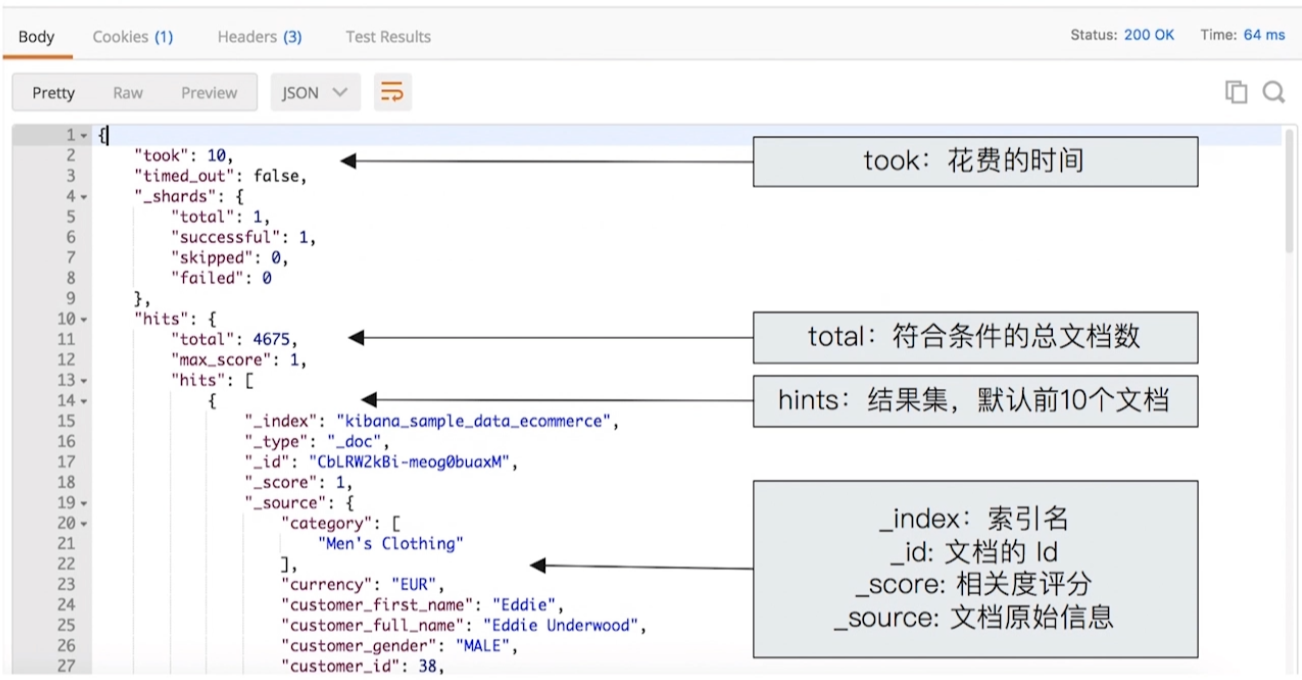 Body Cookies (1) Headers (3) Test Results Status: 200 OK Time: 64 ms
Pretty Raw Preview JSON
1 {
2 "took": 10,
took：花费的时间
3 "timed_out": false,
4 "_shards": {
5 "total": 1,
6 "successful": 1,
7 "skipped": 0,
8 "failed": 0
9 },
10 "hits": {
11 "total": 4675,
total：符合条件的总文档数
12 "max_score": 1,
13 "hits": [
14 {
hints：结果集，默认前10个文档
15 "_index": "kibana_sample_data_ecommerce",
16 "_type": "_doc",
17 "_id": "CbLRW2kBi-meog0buaxM",
18 "_score": 1,
19 "_source": {
20 "category": [
21 "Men's Clothing"
22 ],
23 "currency": "EUR",
24 "customer_first_name": "Eddie",
25 "customer_full_name": "Eddie Underwood",
26 "customer_gender": "MALE",
27 "customer_id": 38,
_index：索引名
_id: 文档的 Id
_score: 相关度评分
_source: 文档原始信息